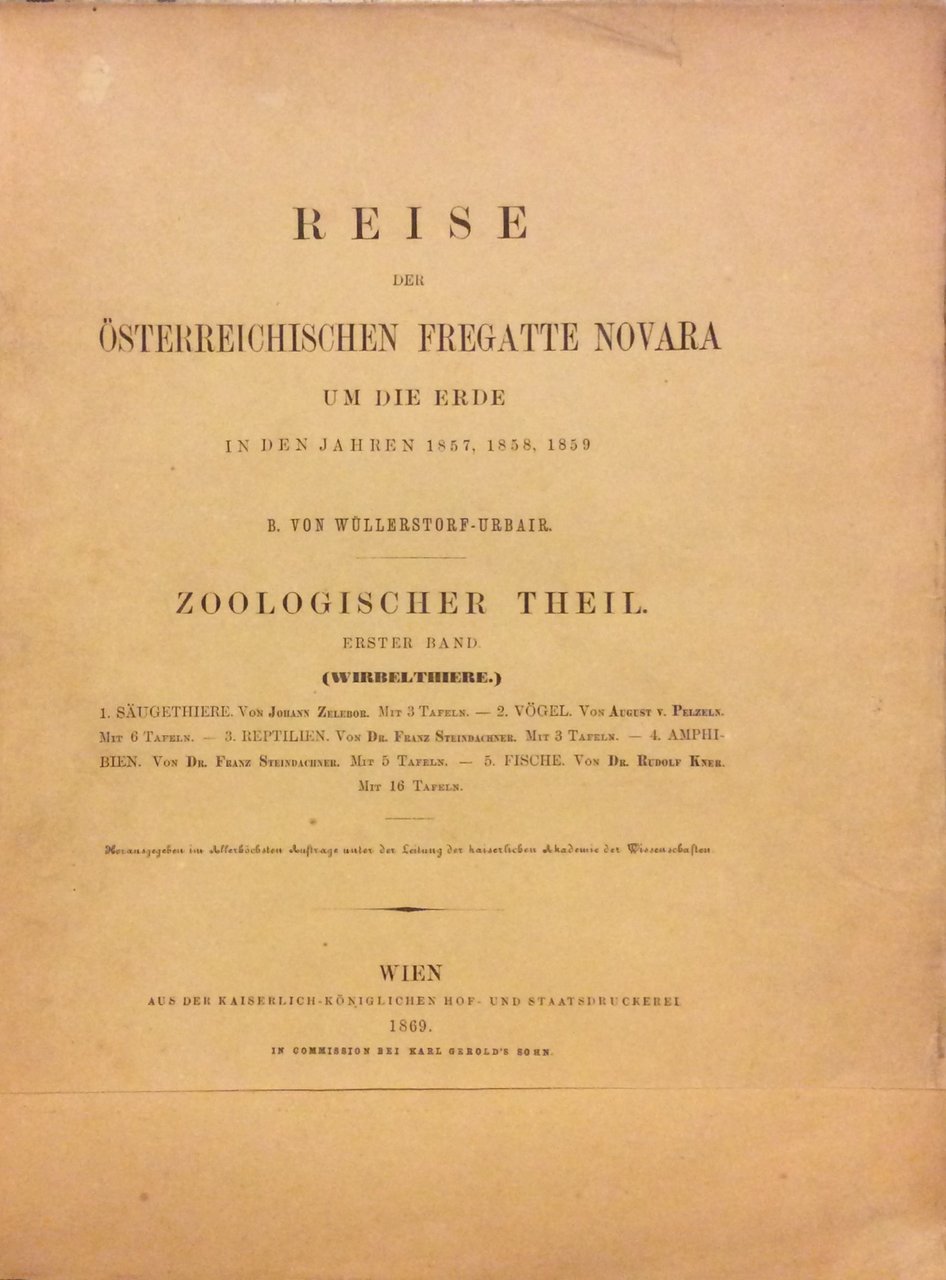 REISE
DER
ÖSTERREICHISCHEN FREGATTE NOVARA
UM DIE ERDE
IN DEN JAHREN 1857, 1858, 1859
B. VON WÜLLERSTORF-URBAIR.
ZOOLOGISCHER THEIL.
ERSTER BAND.
(WIRBELTHIERE.)
1. SÄUGETHIERE. Von Johann Zelebor. Mit 3 Tafeln. — 2. VÖGEL. Von August v. Pelzeln.
Mit 6 Tafeln. — 3. REPTILIEN. Von Dr. Franz Steindachner. Mit 3 Tafeln. — 4. AMPHI-
BIEN. Von Dr. Franz Steindachner. Mit 5 Tafeln. — 5. FISCHE. Von Dr. Rudolf Kner.
Mit 16 Tafeln.
Herausgegeben im Allerhöchsten Auftrage unter der Leitung der kaiserlichen Akademie der Wissenschaften.
WIEN
AUS DER KAISERLICH-KÖNIGLICHEN HOF- UND STAATSDRUCKEREI
1869.
IN COMMISSION BEI KARL GEROLD'S SOHN.